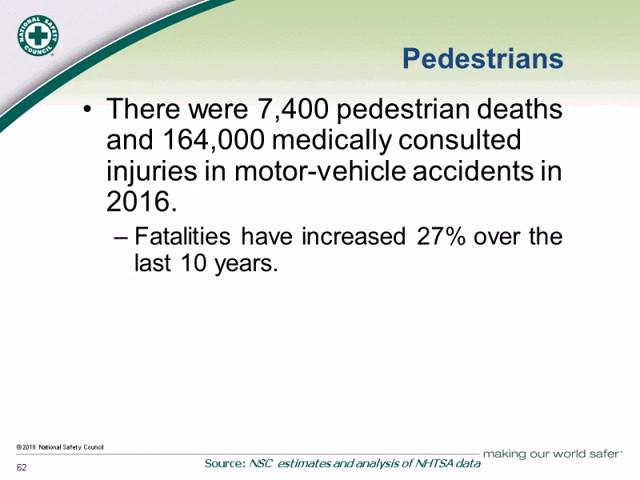 NATIONAL SAFETY COUNCIL
Pedestrians
• There were 7,400 pedestrian deaths
and 164,000 medically consulted
injuries in motor-vehicle accidents in
2016.
– Fatalities have increased 27% over the
last 10 years.
©2018 National Safety Council
making our world safer™
62
Source: NSC estimates and analysis of NHTSA data